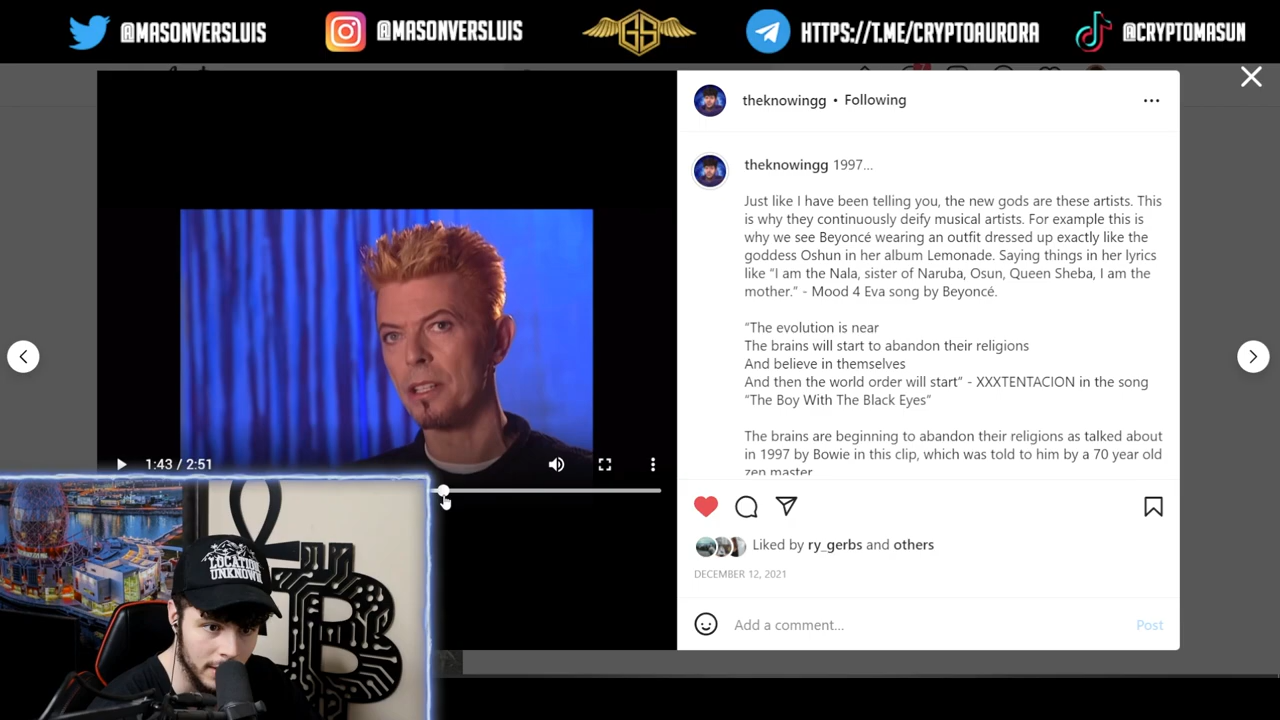 @MASONVERSLUIS
@MASONVERSLUIS
GS
HTTPS://T.ME/CRYPTOAURORA
@CRYPTOMASUN
theknowingg • Following
theknowingg 1997...
Just like I have been telling you, the new gods are these artists. This
is why they continuously deify musical artists. For example this is
why we see Beyoncé wearing an outfit dressed up exactly like the
goddess Oshun in her album Lemonade. Saying things in her lyrics
like “I am the Nala, sister of Naruba, Osun, Queen Sheba, I am the
mother.” - Mood 4 Eva song by Beyoncé.
“The evolution is near
The brains will start to abandon their religions
And believe in themselves
And then the world order will start” - XXXTENTACION in the song
“The Boy With The Black Eyes”
The brains are beginning to abandon their religions as talked about
in 1997 by Bowie in this clip, which was told to him by a 70 year old
zen master
1:43 / 2:51
Liked by ry_gerbs and others
DECEMBER 12, 2021
Add a comment...
Post
LOCATION
UNKNOWN